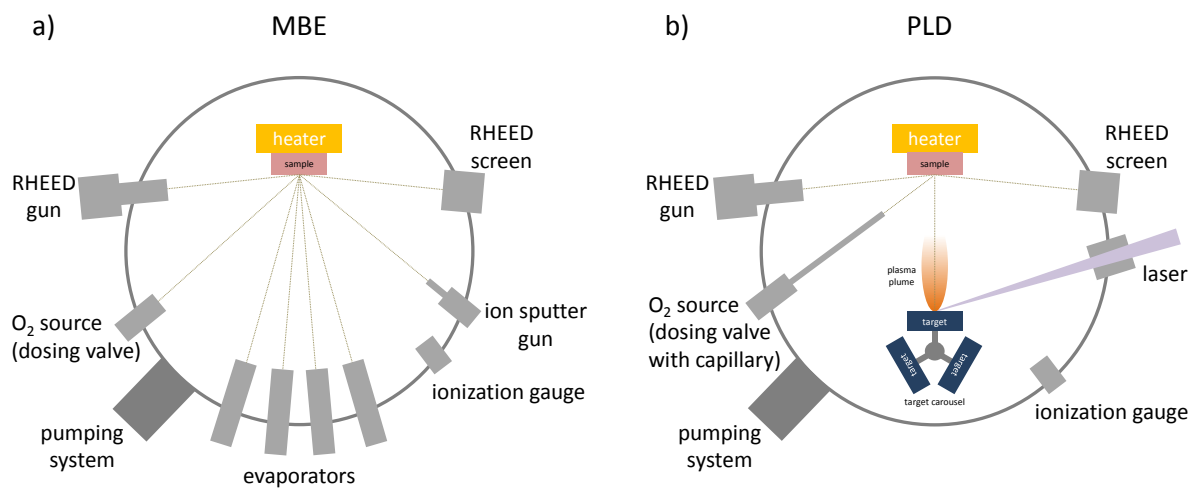 a)
MBE
heater
sample
RHEED
screen
RHEED
gun
O₂ source
(dosing valve)
ion sputter
gun
ionization gauge
pumping
system
evaporators
b)
PLD
heater
sample
RHEED
screen
RHEED
gun
plasma
plume
laser
O₂ source
(dosing valve
with capillary)
target
target
target
target carousel
ionization gauge
pumping
system